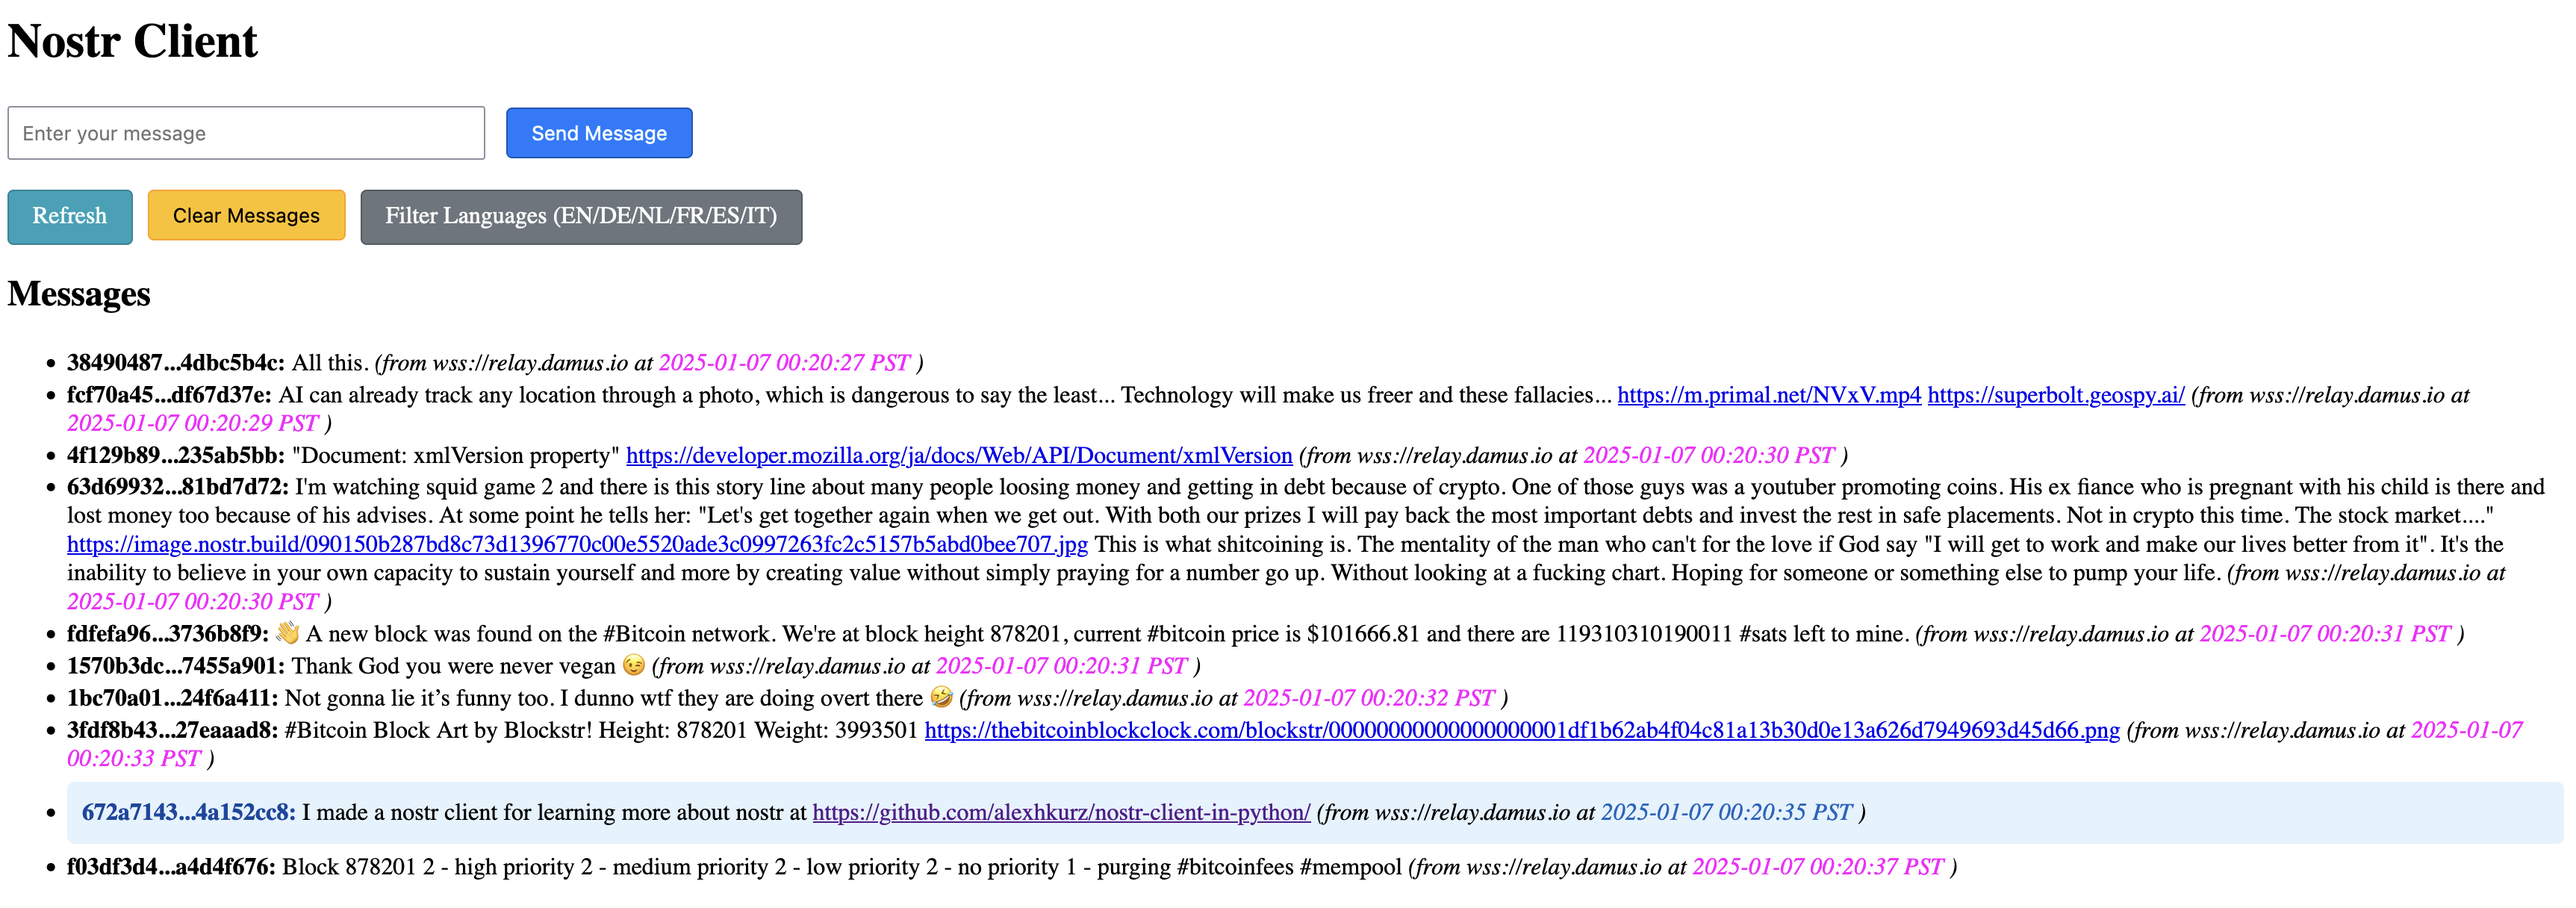 Nostr Client
Enter your message
Send Message
Refresh
Clear Messages
Filter Languages (EN/DE/NL/FR/ES/IT)
Messages
38490487...4dbc5b4c: All this. (from wss://relay.damus.io at 2025-01-07 00:20:27 PST )
fcf70a45...df67d37e: AI can already track any location through a photo, which is dangerous to say the least... Technology will make us freer and these fallacies... https://m.primal.net/NVxV.mp4 https://superbolt.geospy.ai/ (from wss://relay.damus.io at
2025-01-07 00:20:29 PST )
4f129b89...235ab5bb: "Document: xmlVersion property" https://developer.mozilla.org/ja/docs/Web/API/Document/xmlVersion (from wss://relay.damus.io at 2025-01-07 00:20:30 PST )
63d69932...81bd7d72: I'm watching squid game 2 and there is this story line about many people loosing money and getting in debt because of crypto. One of those guys was a youtuber promoting coins. His ex fiance who is pregnant with his child is there and
lost money too because of his advises. At some point he tells her: "Let's get together again when we get out. With both our prizes I will pay back the most important debts and invest the rest in safe placements. Not in crypto this time. The stock market...."
https://image.nostr.build/090150b287bd8c73d1396770c00e5520ade3c0997263fc2c5157b5abd0bee707.jpg This is what shitcoining is. The mentality of the man who can't for the love if God say "I will get to work and make our lives better from it". It's the
inability to believe in your own capacity to sustain yourself and more by creating value without simply praying for a number go up. Without looking at a fucking chart. Hoping for someone or something else to pump your life. (from wss://relay.damus.io at
2025-01-07 00:20:30 PST )
fdfefa96...3736b8f9: 👋 A new block was found on the #Bitcoin network. We're at block height 878201, current #bitcoin price is $101666.81 and there are 119310310190011 #sats left to mine. (from wss://relay.damus.io at 2025-01-07 00:20:31 PST )
1570b3dc...7455a901: Thank God you were never vegan 😉 (from wss://relay.damus.io at 2025-01-07 00:20:31 PST )
1bc70a01...24f6a411: Not gonna lie it’s funny too. I dunno wtf they are doing overt there 🤣 (from wss://relay.damus.io at 2025-01-07 00:20:32 PST )
3fdf8b43...27eaaad8: #Bitcoin Block Art by Blockstr! Height: 878201 Weight: 3993501 https://thebitcoinblockclock.com/blockstr/00000000000000000001df1b62ab4f04c81a13b30d0e13a626d7949693d45d66.png (from wss://relay.damus.io at 2025-01-07
00:20:33 PST )
672a7143...4a152cc8: I made a nostr client for learning more about nostr at https://github.com/alexhkurz/nostr-client-in-python/ (from wss://relay.damus.io at 2025-01-07 00:20:35 PST )
f03df3d4...a4d4f676: Block 878201 2 - high priority 2 - medium priority 2 - low priority 2 - no priority 1 - purging #bitcoinfees #mempool (from wss://relay.damus.io at 2025-01-07 00:20:37 PST )